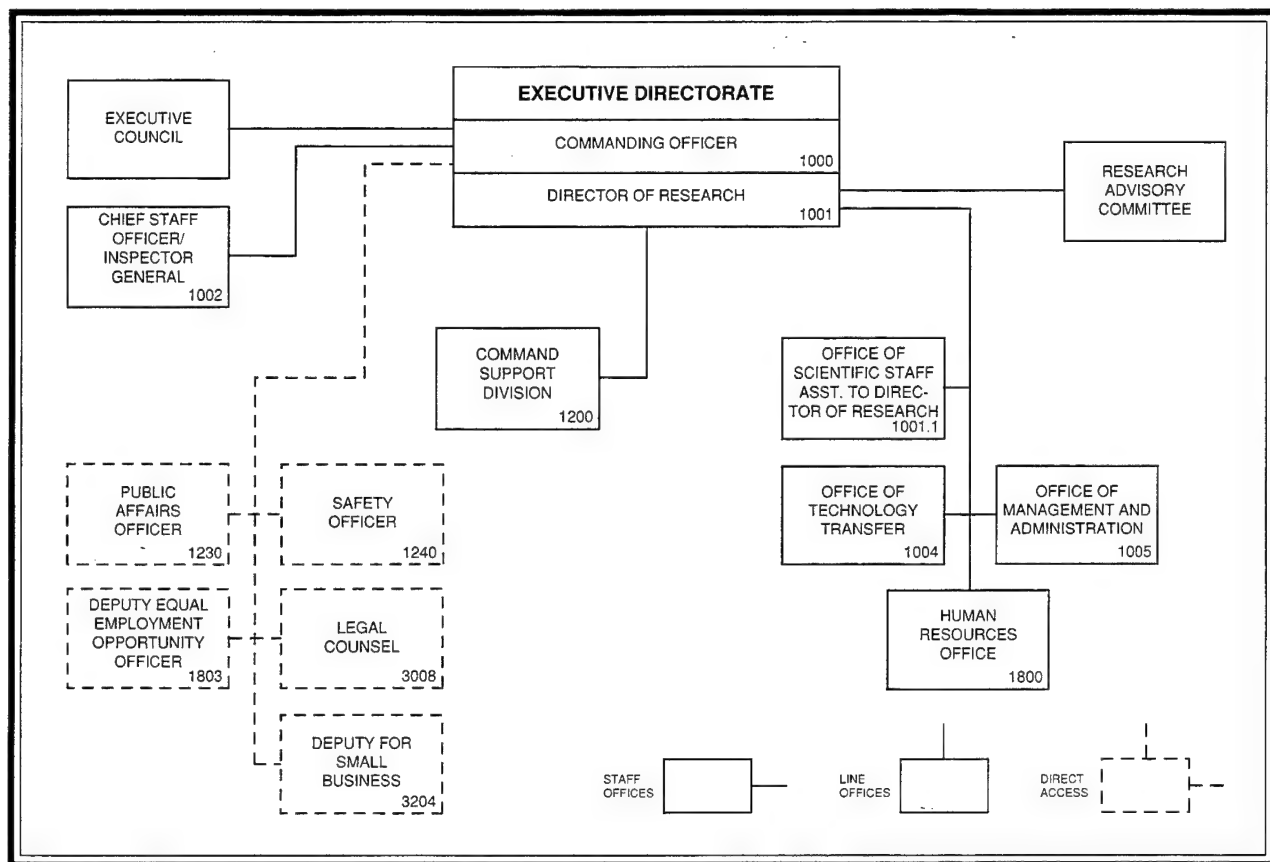 EXECUTIVE DIRECTORATE
COMMANDING OFFICER
1000
DIRECTOR OF RESEARCH
1001
EXECUTIVE
COUNCIL
CHIEF STAFF
OFFICER/
INSPECTOR
GENERAL
1002
RESEARCH
ADVISORY
COMMITTEE
COMMAND
SUPPORT
DIVISION
1200
OFFICE OF
SCIENTIFIC STAFF
ASST. TO DIREC-
TOR OF RESEARCH
1001.1
PUBLIC
AFFAIRS
OFFICER
1230
SAFETY
OFFICER
1240
OFFICE OF
TECHNOLOGY
TRANSFER
1004
OFFICE OF
MANAGEMENT AND
ADMINISTRATION
1005
DEPUTY EQUAL
EMPLOYMENT
OPPORTUNITY
OFFICER
1803
LEGAL
COUNSEL
3008
HUMAN
RESOURCES
OFFICE
1800
DEPUTY FOR
SMALL
BUSINESS
3204
STAFF
OFFICES
LINE
OFFICES
DIRECT
ACCESS